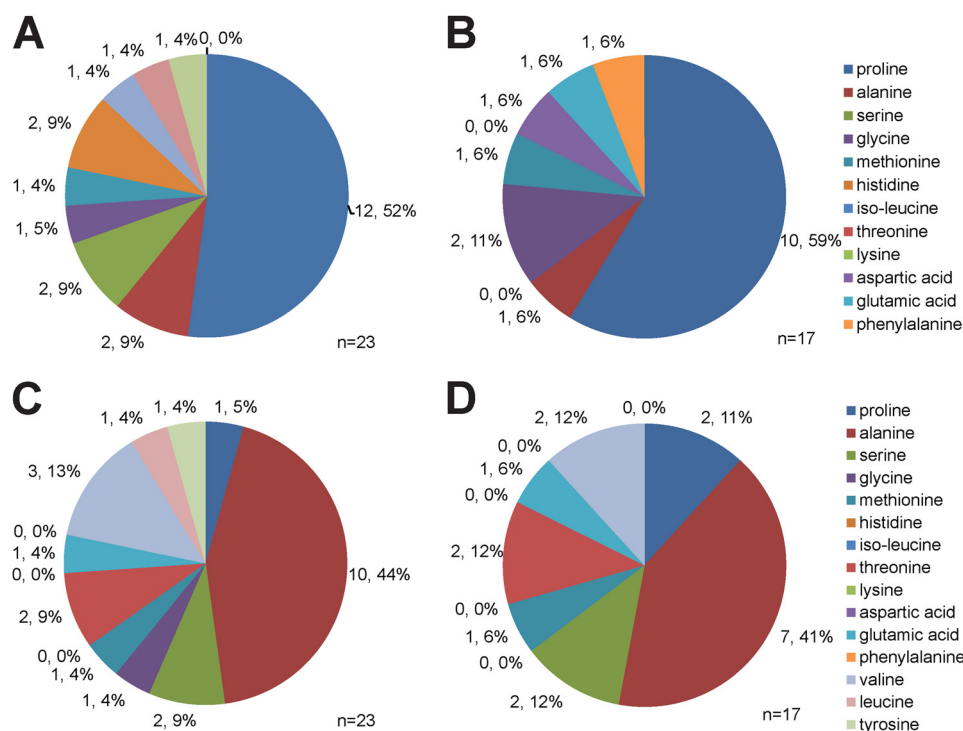 A
1, 4%
0, 0%
1, 4%
1, 4%
2, 9%
1, 4%
1, 5%
2, 9%
2, 9%
12, 52%
n=23
B
1, 6%
1, 6%
1, 6%
0, 0%
1, 6%
2, 11%
0, 0%
1, 6%
10, 59%
n=17
proline
alanine
serine
glycine
methionine
histidine
iso-leucine
threonine
lysine
aspartic acid
glutamic acid
phenylalanine
C
1, 4%
1, 4%
1, 5%
3, 13%
0, 0%
1, 4%
0, 0%
2, 9%
0, 0%
1, 4%
1, 4%
2, 9%
10, 44%
n=23
D
0, 0%
2, 12%
2, 11%
0, 0%
1, 6%
0, 0%
2, 12%
0, 0%
1, 6%
0, 0%
2, 12%
7, 41%
n=17
proline
alanine
serine
glycine
methionine
histidine
iso-leucine
threonine
lysine
aspartic acid
glutamic acid
phenylalanine
valine
leucine
tyrosine